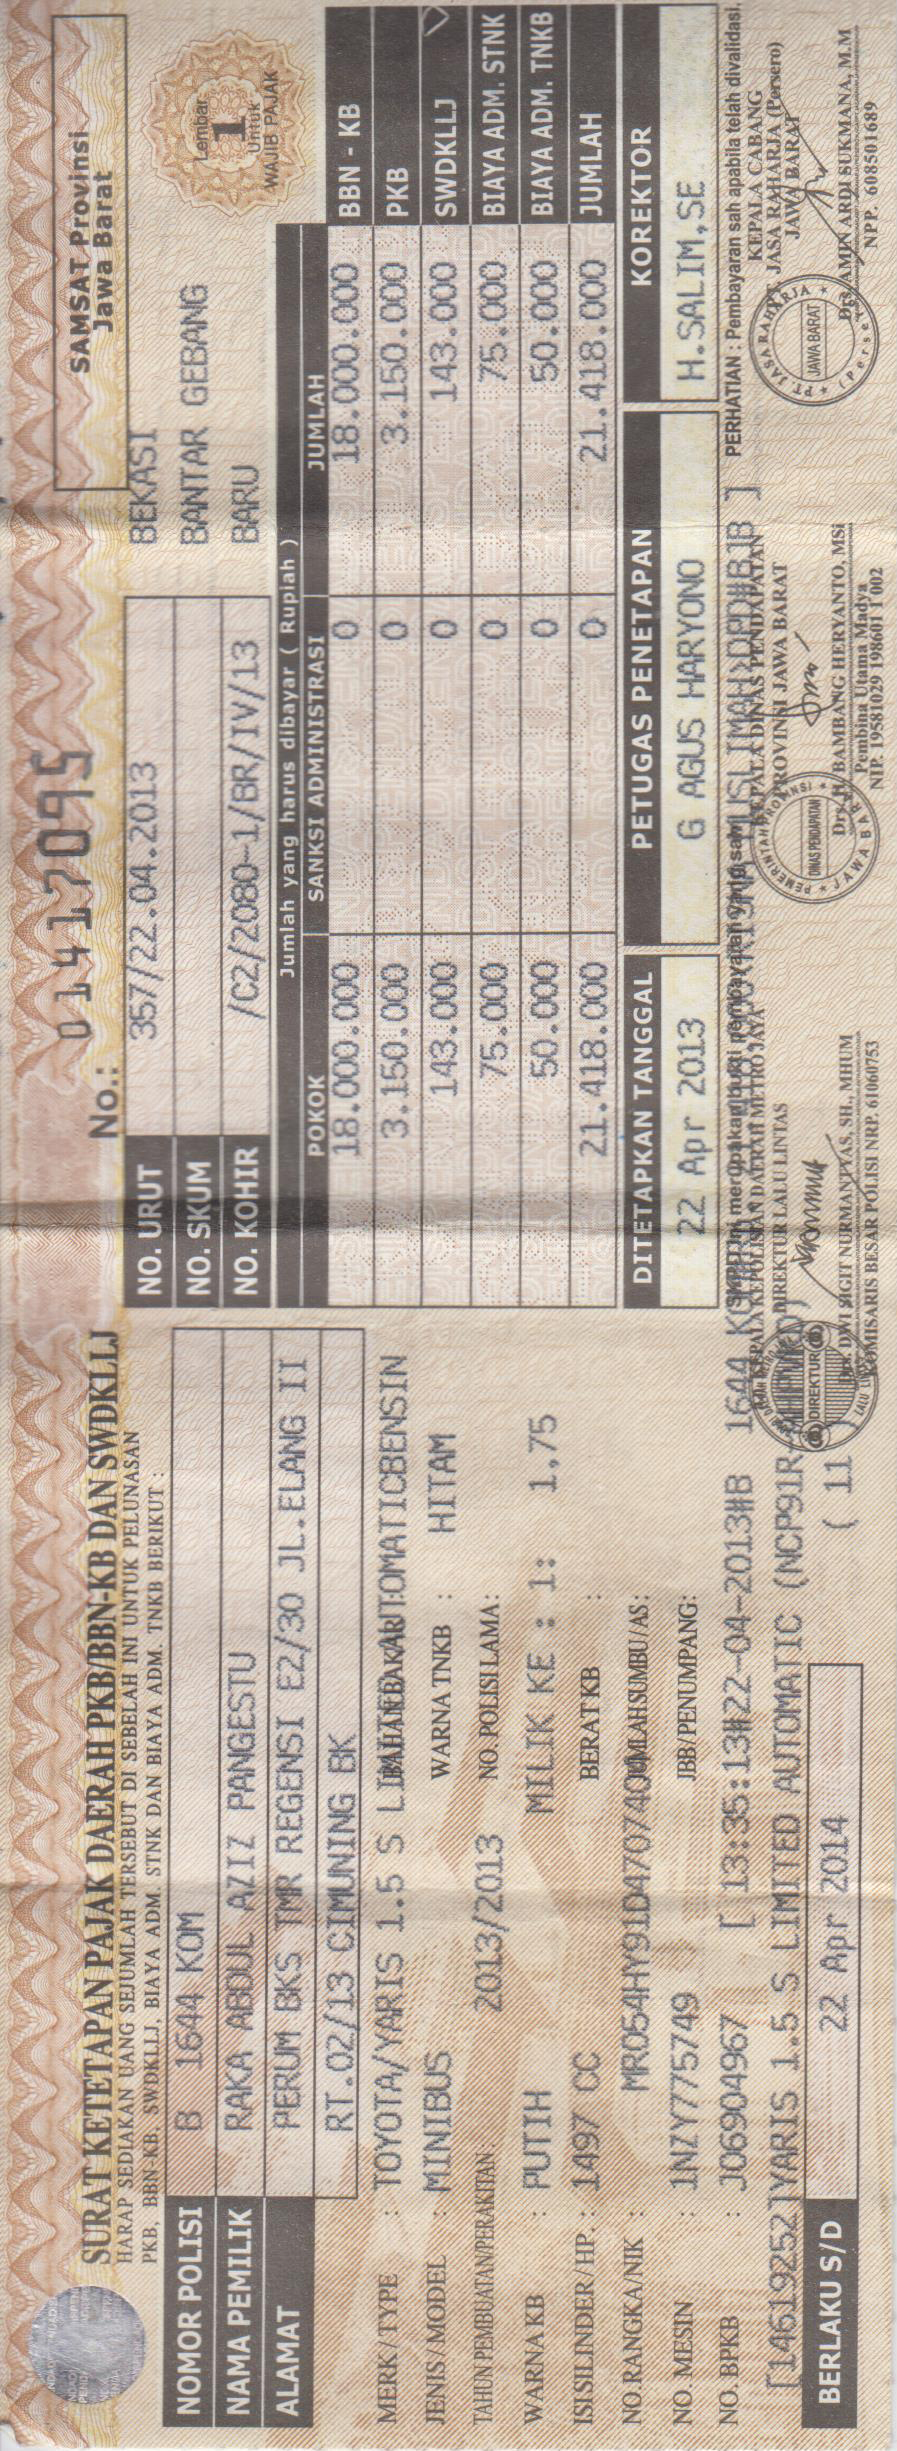 SURAT KETETAPAN PAJAK DAERAH PKB/BBN-KB DAN SWDKLLJ
HARAP SEDIAKAN UANG SEJUMLAH TERSEBUT DI SEBELAH INI UNTUK PELUNASAN
PKB, BBN-KB, SWDKLLJ, BIAYA ADM. STNK DAN BIAYA ADM. TNKB BERIKUT :
NOMOR POLISI B 1644 KOM
NAMA PEMILIK RAKA ABDUL AZIZ PANGESTU
ALAMAT PERUM BKS TMR REGENSI E2/30 JL.ELANG II
RT.02/13 CIMUNING BK
MERK / TYPE : TOYOTA/YARIS 1.5 S LIMITED AUTOMATIC BAHAN BAKAR : BENSIN
JENIS / MODEL : MINIBUS WARNA TNKB : HITAM
TAHUN PEMBUATAN/PERAKITAN : 2013/2013 NO. POLISI LAMA :
WARNA KB : PUTIH MILIK KE : 1: 1,75
ISI SILINDER / HP. : 1497 CC BERAT KB :
NO. RANGKA/NIK : MR054HY91D4707400 JUMLAH SUMBU / AS :
NO. MESIN : 1NZY775749 JBB / PENUMPANG :
NO. BPKB : J06904967 [ 13:35:13#22-04-2013#B 1644 KOM
[14619252]YARIS 1.5 S LIMITED AUTOMATIC (NCP91R
( 11 )
BERLAKU S/D 22 Apr 2014
No.: 01417095
NO. URUT 357/22.04.2013
NO. SKUM
NO. KOHIR /C2/2080-1/BR/IV/13
SAMSAT Provinsi
Jawa Barat
BEKASI
BANTAR GEBANG
BARU
Lembar
1
Untuk
WAJIB PAJAK
Jumlah yang harus dibayar ( Rupiah )
POKOK SANKSI ADMINISTRASI JUMLAH
18.000.000 0 18.000.000 BBN - KB
3.150.000 0 3.150.000 PKB
143.000 0 143.000 SWDKLLJ
75.000 0 75.000 BIAYA ADM. STNK
50.000 0 50.000 BIAYA ADM. TNKB
21.418.000 0 21.418.000 JUMLAH
DITETAPKAN TANGGAL PETUGAS PENETAPAN KOREKTOR
22 Apr 2013 G AGUS HARYONO H.SALIM,SE
SKPD ini merupakan bukti pembayaran yang sah
PERHATIAN : Pembayaran sah apabila telah divalidasi.
KEPALA KEPOLISIAN DAERAH METRO JAYA
DIREKTUR LALU LINTAS
DIREKTUR
Drs. DWI SIGIT NURMANTYAS, SH., MHUM
KOMISARIS BESAR POLISI NRP. 61060753
KEPALA DINAS PENDAPATAN
PROVINSI JAWA BARAT
PEMERINTAH PROVINSI
DINAS PENDAPATAN
JAWA BARAT
Drs. H. BAMBANG HERYANTO, MSi
Pembina Utama Madya
NIP. 19581029 198601 1 002
KEPALA CABANG
PT JASA RAHARJA (Persero)
JAWA BARAT
PT. JASA RAHARJA
JAWA BARAT
(Persero)
Drs. AMIN ARDI SUKMANA, M.M
NPP. 608501689